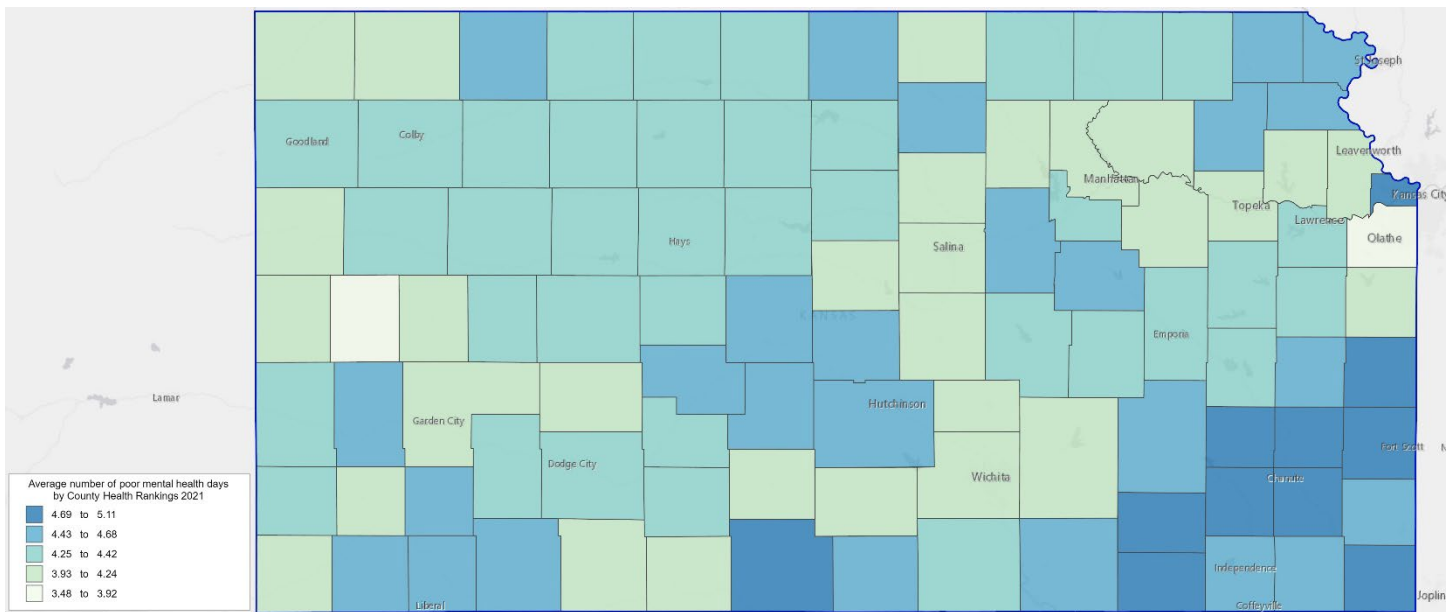 St Joseph
Goodland
Colby
Leavenworth
Manhattan
Kansas City
Topeka
Lawrence
Hays
Salina
Olathe
KANSAS
Emporia
Lamar
Hutchinson
Garden City
Fort Scott
Dodge City
Wichita
Chanute
Average number of poor mental health days
by County Health Rankings 2021
4.69 to 5.11
4.43 to 4.68
4.25 to 4.42
3.93 to 4.24
3.48 to 3.92
Independence
Liberal
Coffeyville
Joplin